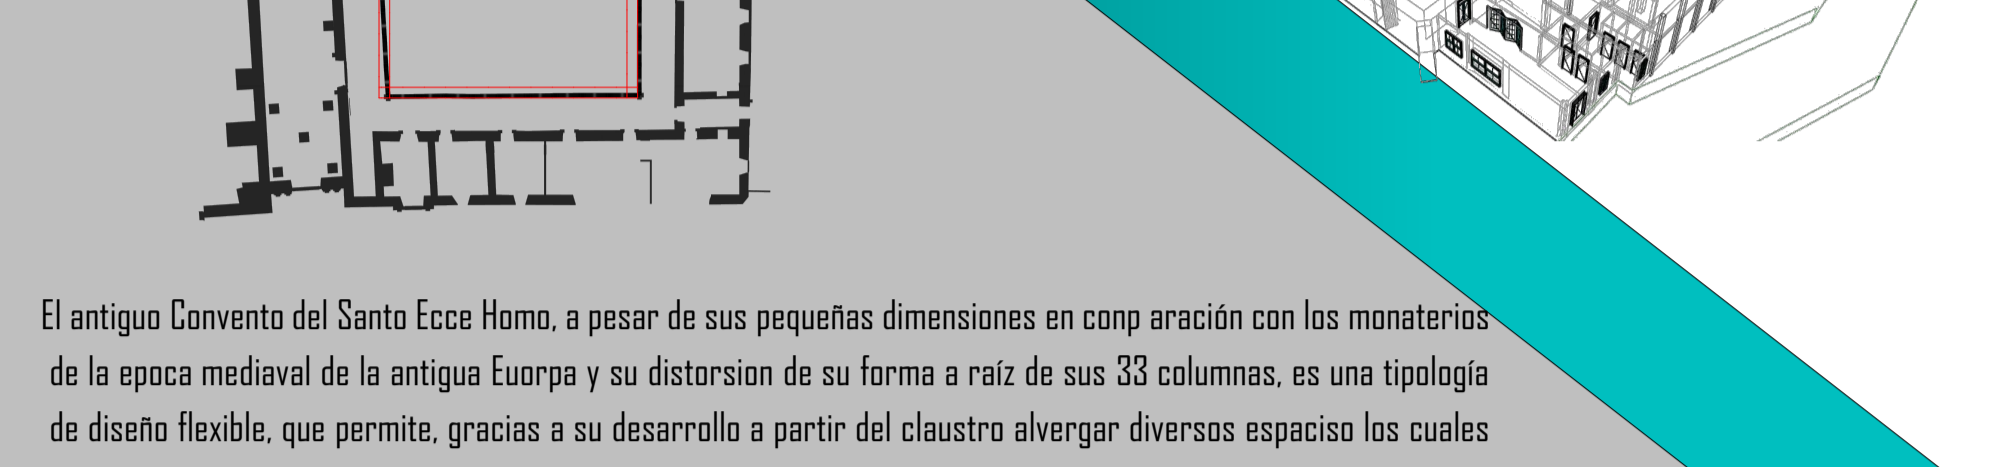 El antiguo Convento del Santo Ecce Homo, a pesar de sus pequeñas dimensiones en conp aración con los monaterios
de la epoca mediaval de la antigua Euorpa y su distorsion de su forma a raíz de sus 33 columnas, es una tipología
de diseño flexible, que permite, gracias a su desarrollo a partir del claustro alvergar diversos espaciso los cuales